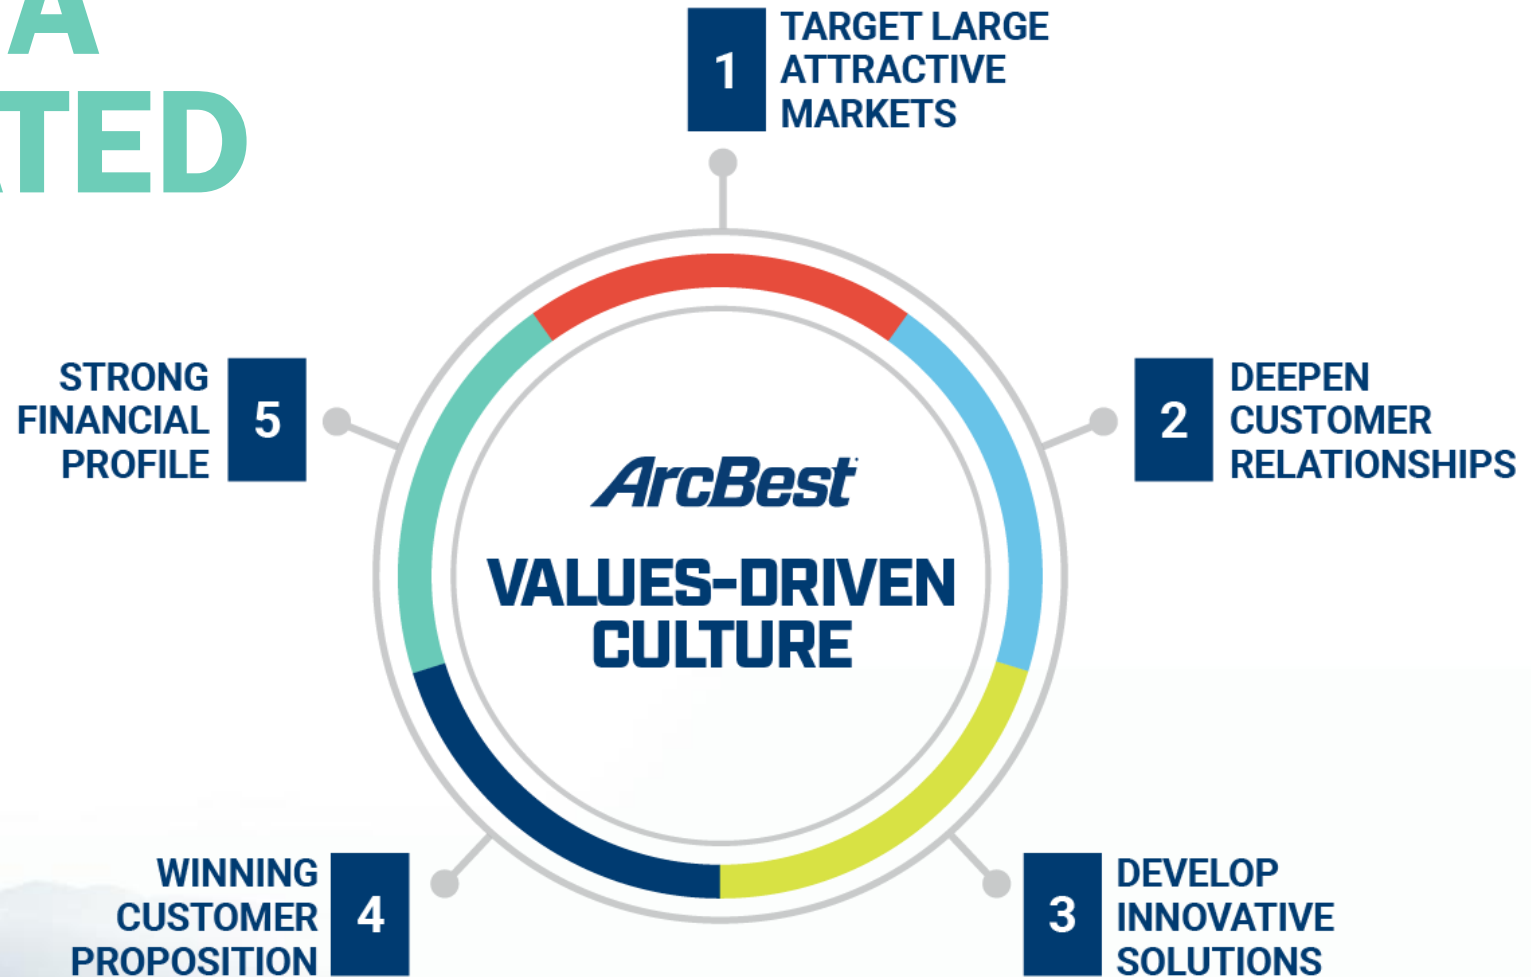 A
ATED
1
TARGET LARGE
ATTRACTIVE
MARKETS
2
DEEPEN
CUSTOMER
RELATIONSHIPS
3
DEVELOP
INNOVATIVE
SOLUTIONS
4
WINNING
CUSTOMER
PROPOSITION
5
STRONG
FINANCIAL
PROFILE
ArcBest
VALUES-DRIVEN
CULTURE